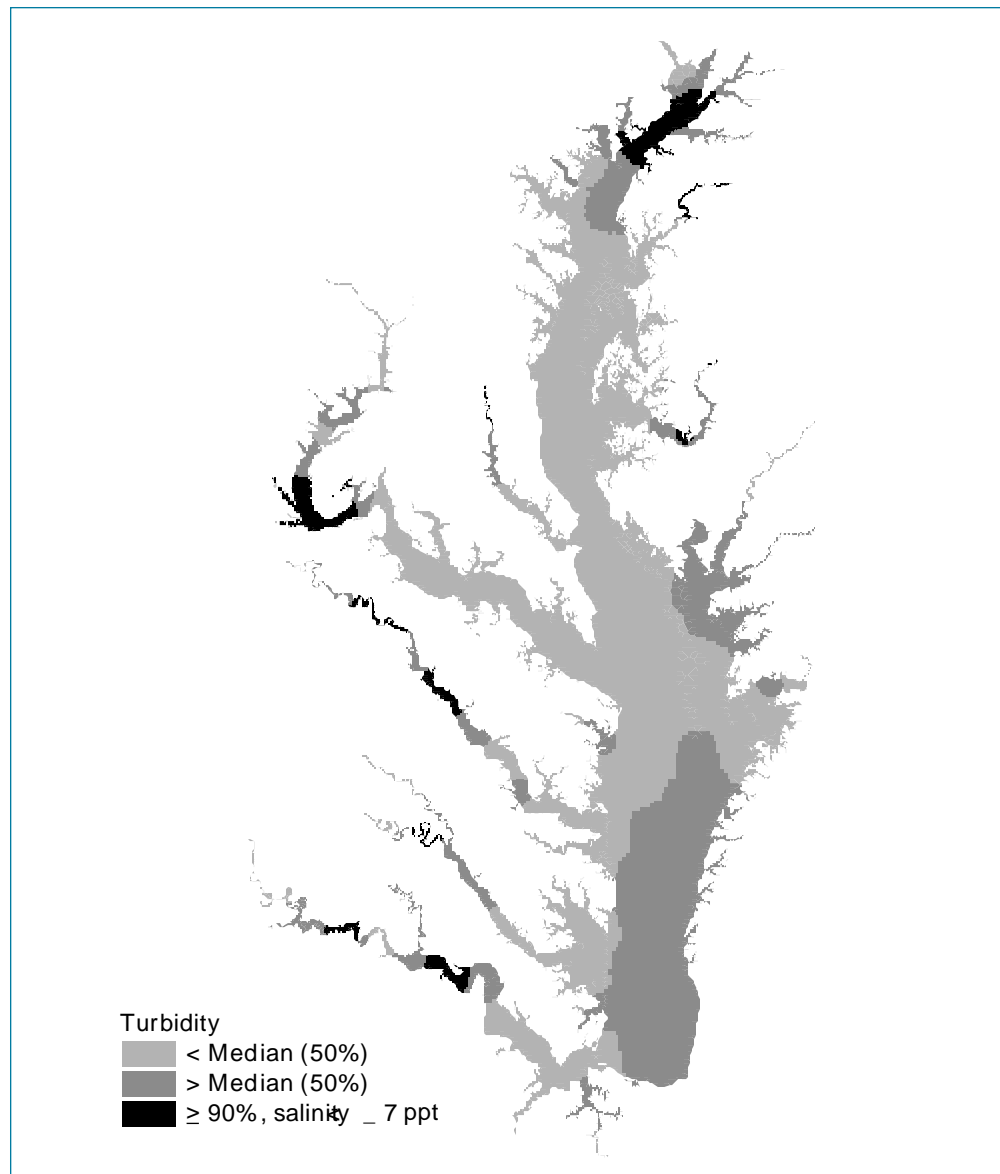 Turbidity
< Median (50%)
> Median (50%)
≥ 90%, salinity ≤ 7 ppt